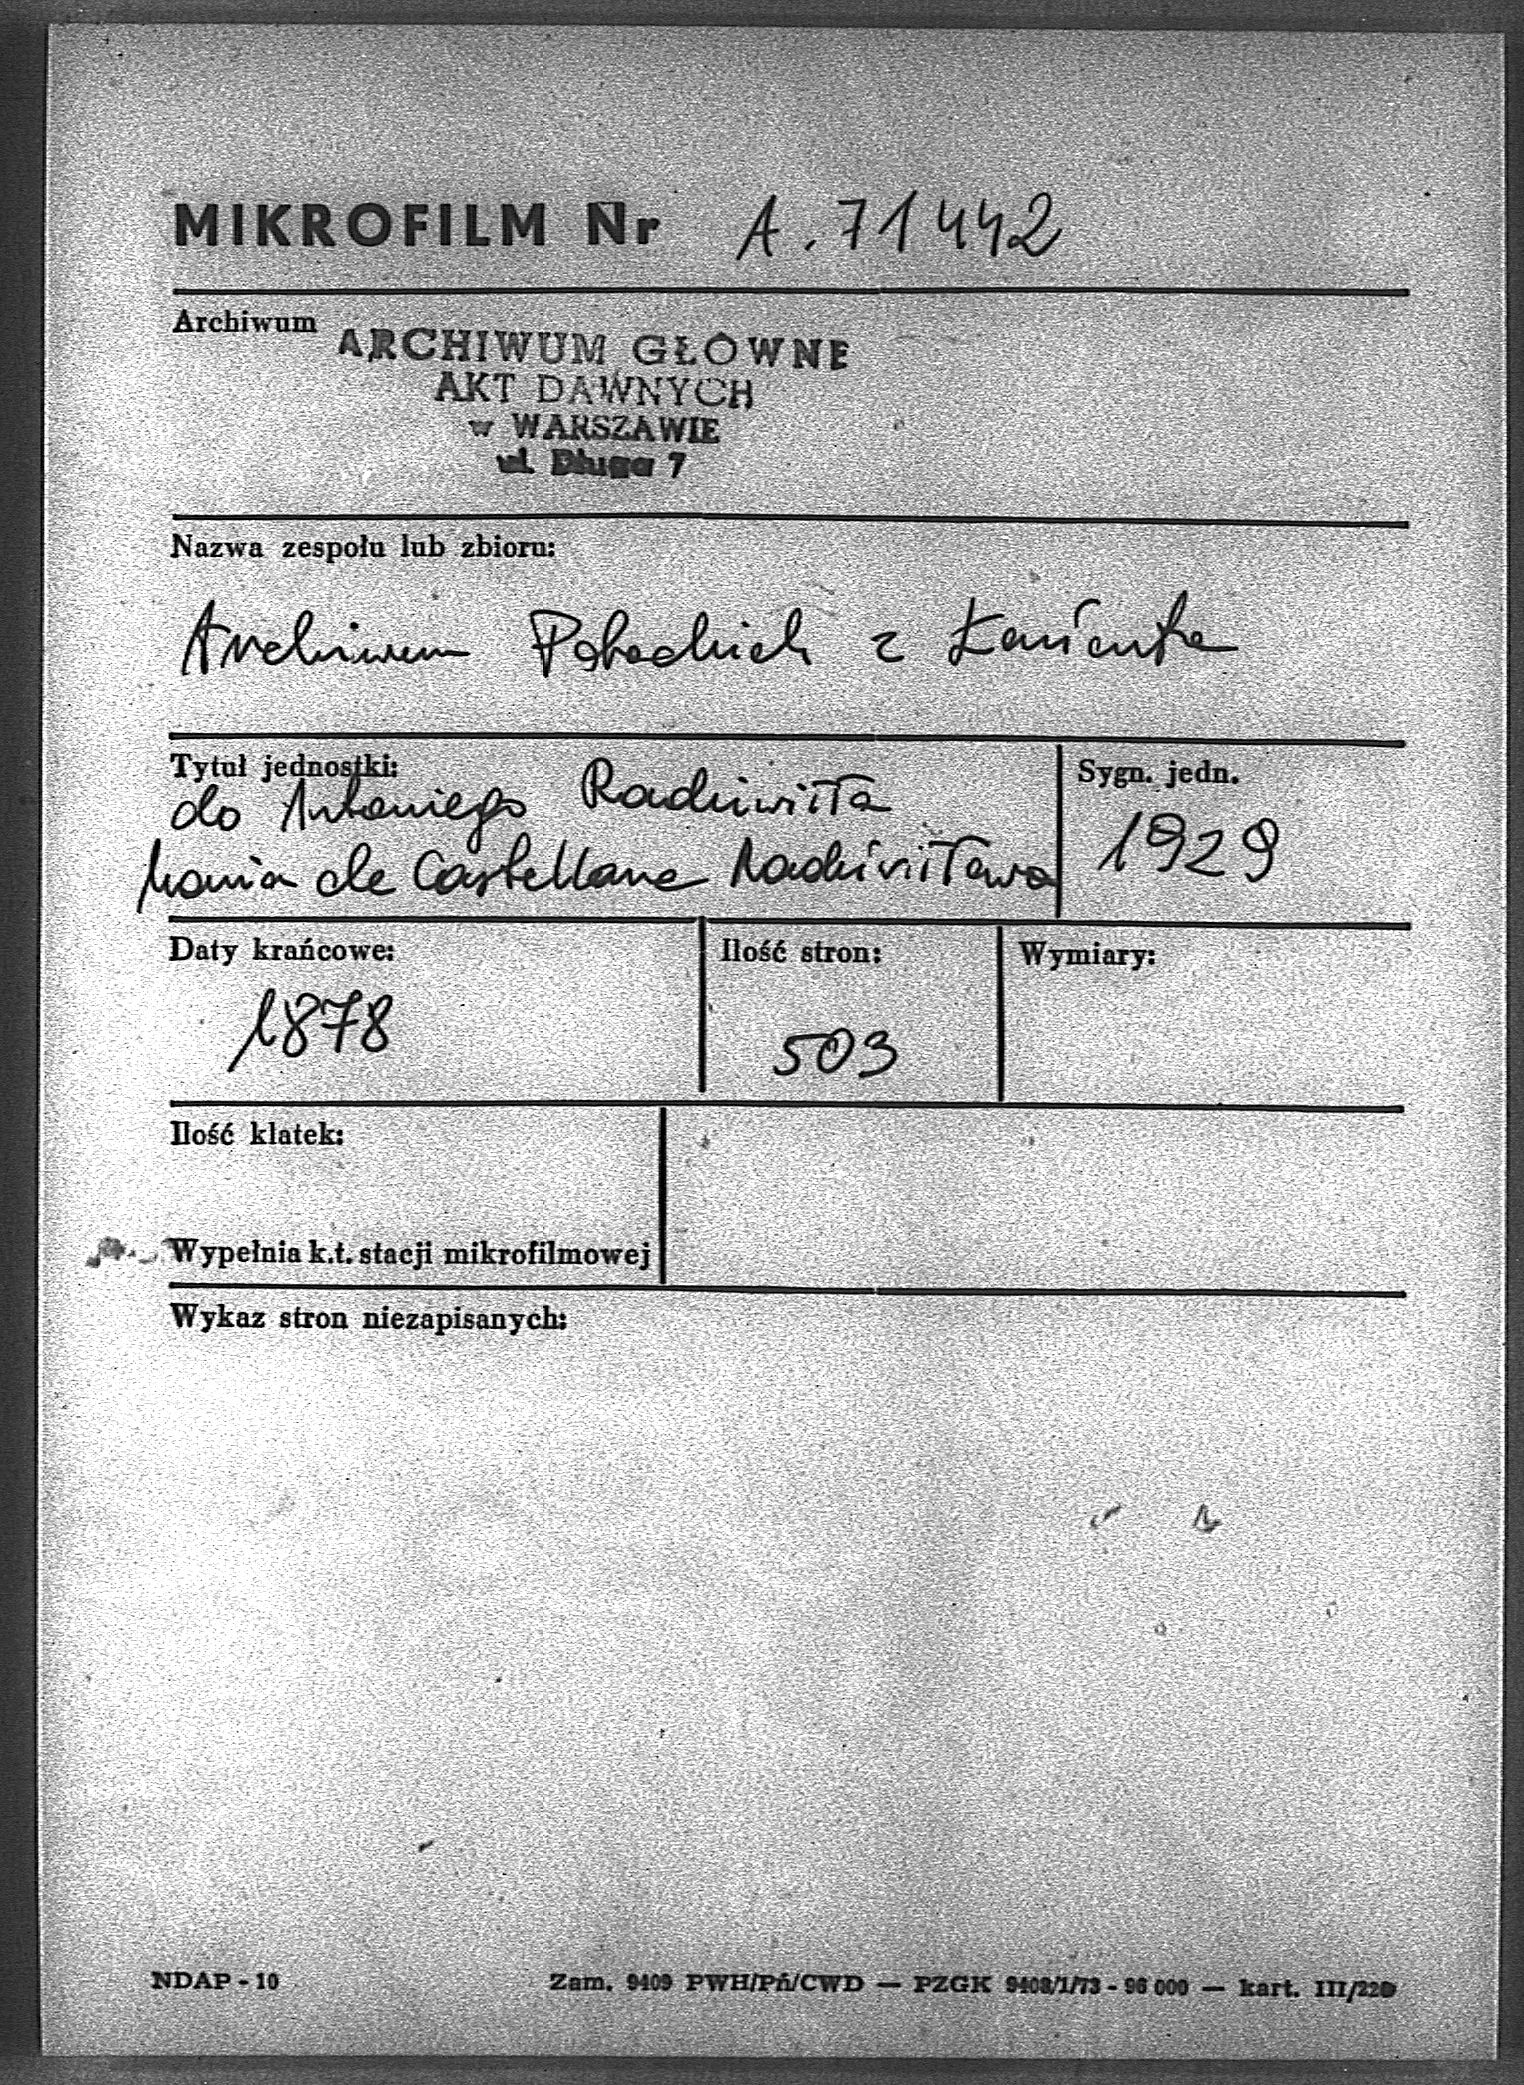 MIKROFILM Nr A. 71442
Archiwum
ARCHIWUM GŁÓWNE
AKT DAWNYCH
w WARSZAWIE
ul. Długa 7
Nazwa zespołu lub zbioru:
Archiwum Potockich z Łańcuta
Tytuł jednostki:
Sygn. jedn.
do Antoniego Radziwiłła
Maria de Castellane Radziwiłłowa
1929
Daty krańcowe:
Ilość stron:
Wymiary:
1878
503
Ilość klatek:
Wypełnia k.t. stacji mikrofilmowej
Wykaz stron niezapisanych:
NDAP - 10
Zam. 9409 PWH/Pń/CWD — PZGK 9408/1/73 - 96 000 — kart. III/220